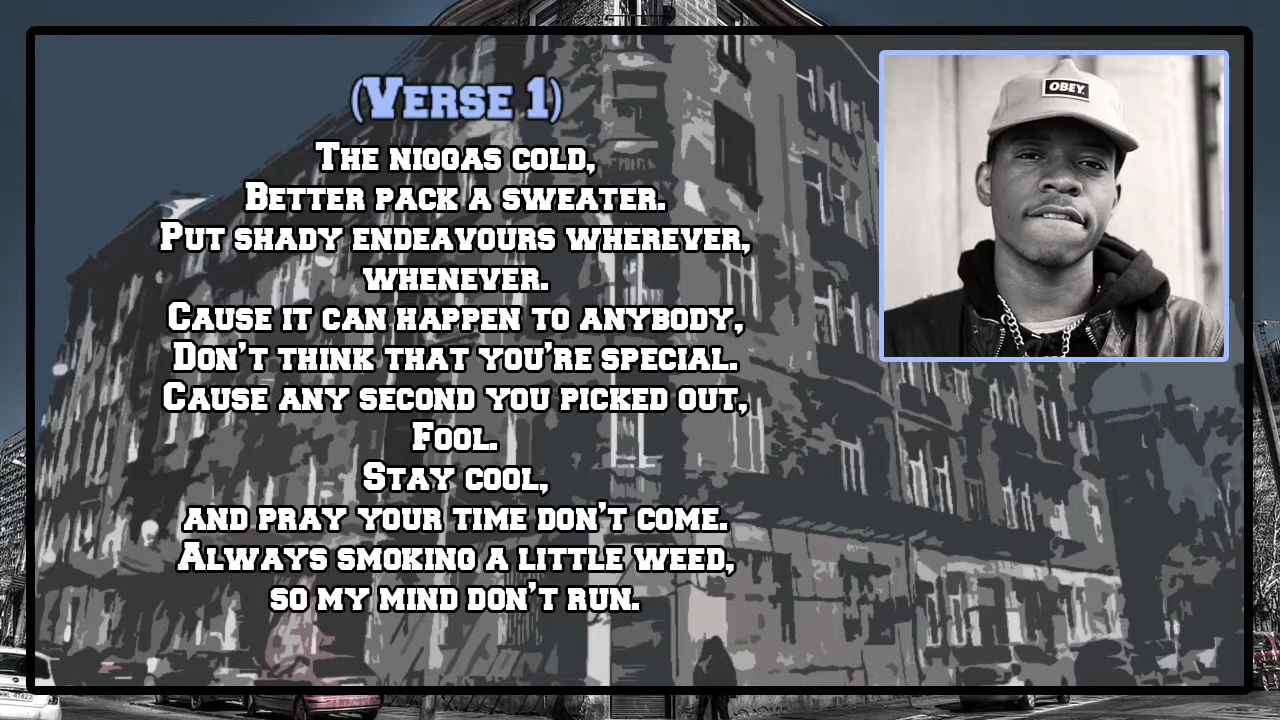 (Verse 1)
The niggas cold,
Better pack a sweater.
Put shady endeavours wherever,
whenever.
Cause it can happen to anybody,
Don't think that you're special.
Cause any second you picked out,
Fool.
Stay cool,
and pray your time don't come.
Always smoking a little weed,
so my mind don't run.
OBEY